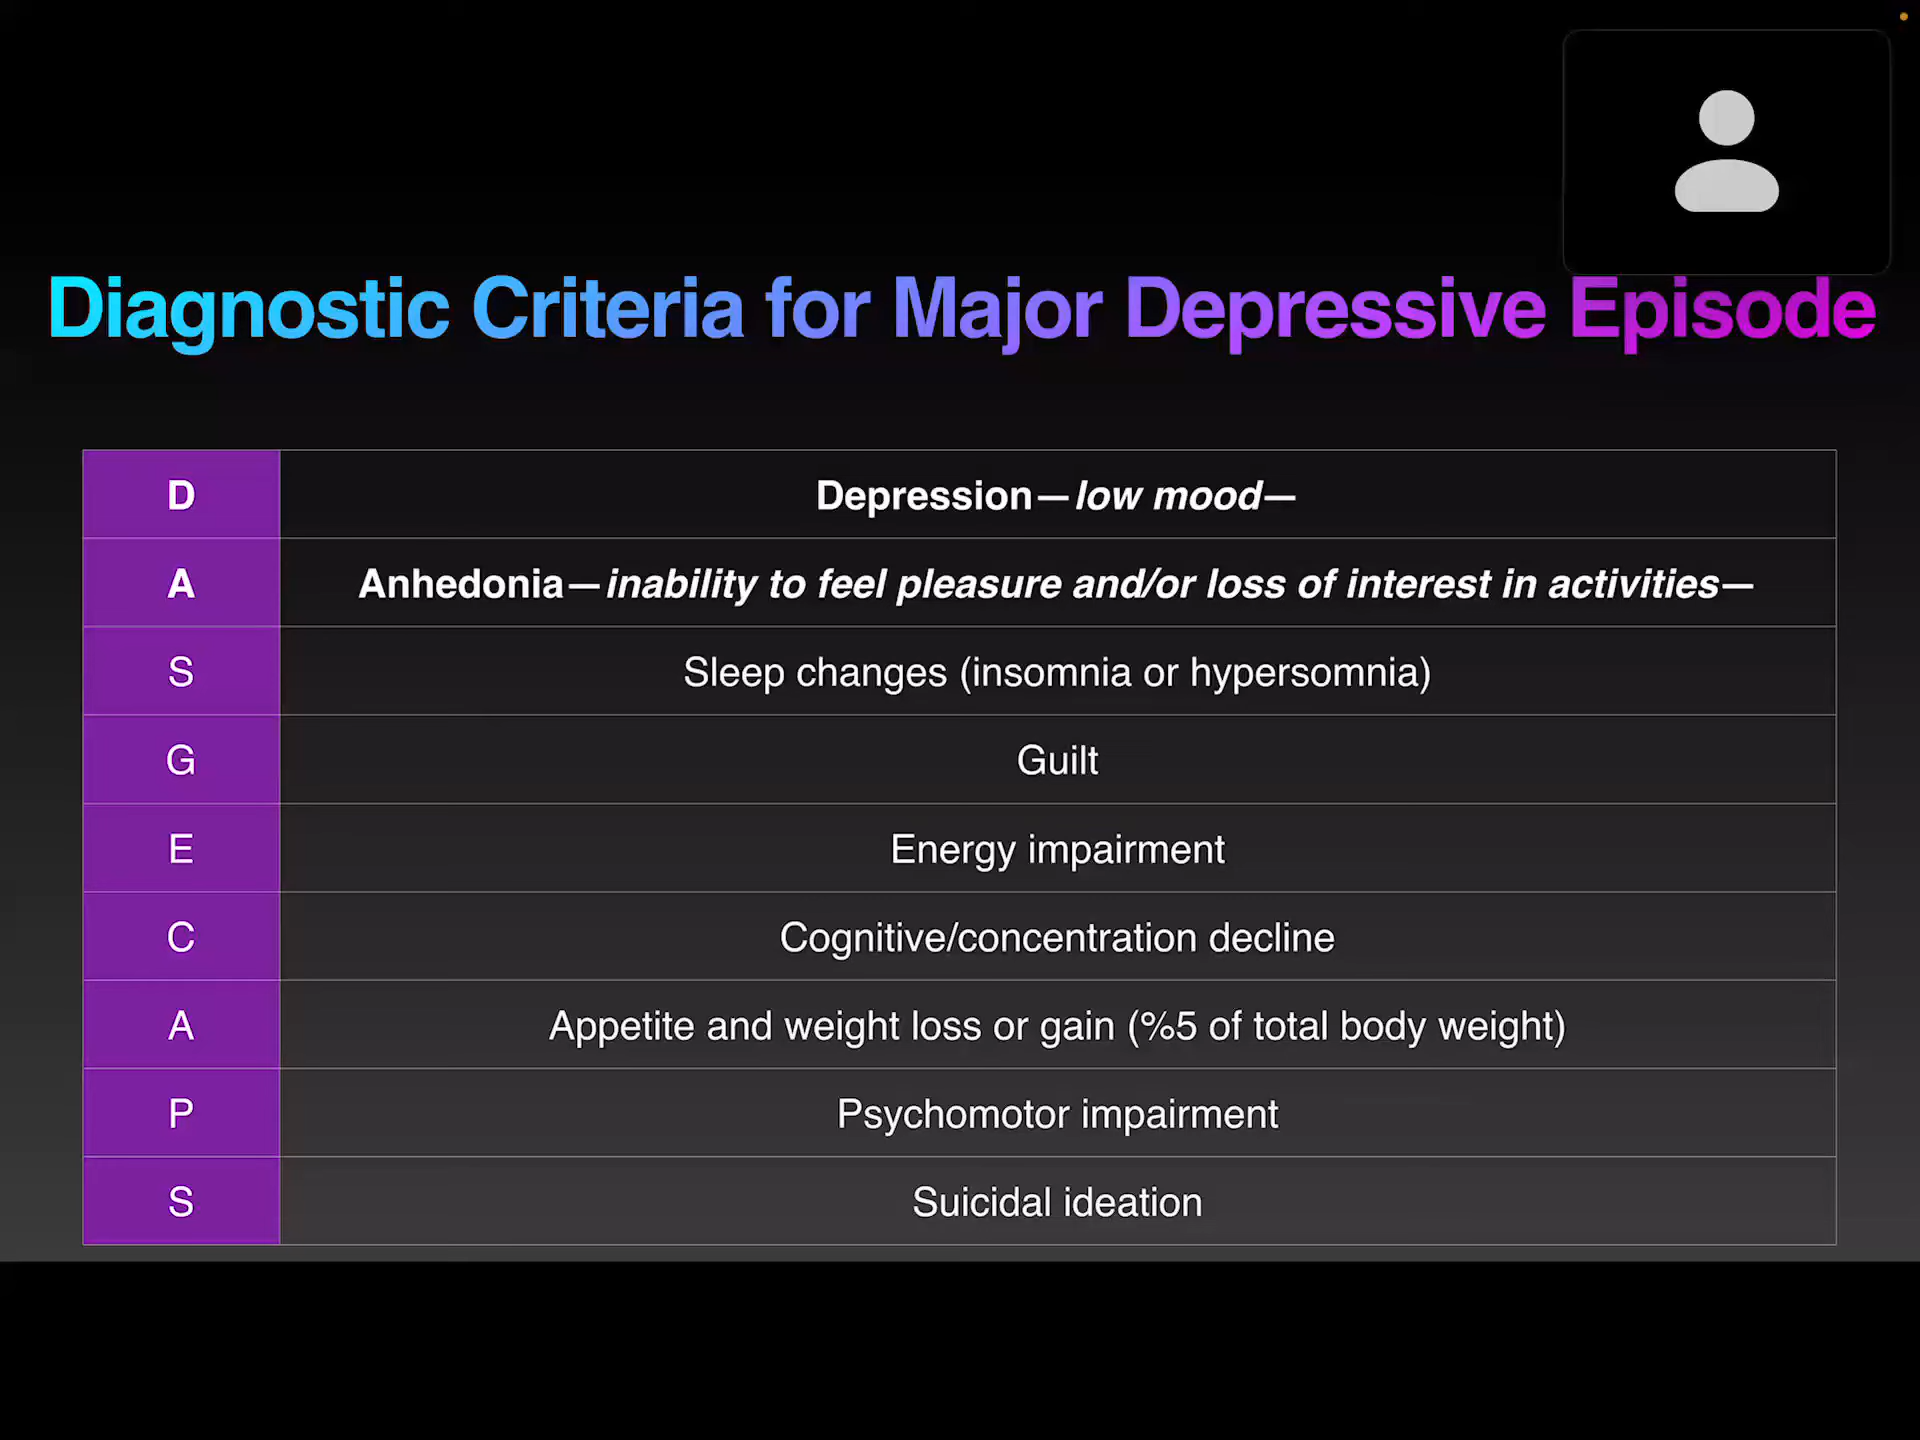 Diagnostic Criteria for Major Depressive Episode
D Depression—low mood—
A Anhedonia—inability to feel pleasure and/or loss of interest in activities—
S Sleep changes (insomnia or hypersomnia)
G Guilt
E Energy impairment
C Cognitive/concentration decline
A Appetite and weight loss or gain (%5 of total body weight)
P Psychomotor impairment
S Suicidal ideation